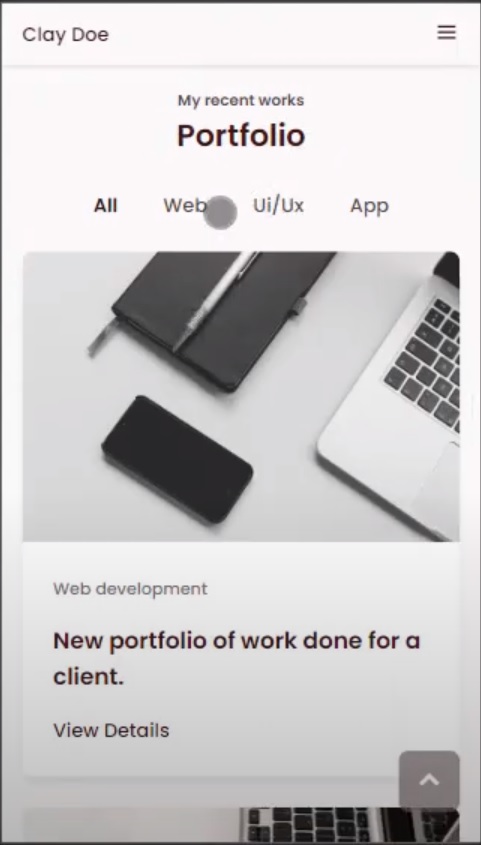 Clay Doe
My recent works
Portfolio
All Web Ui/Ux App
Web development
New portfolio of work done for a
client.
View Details